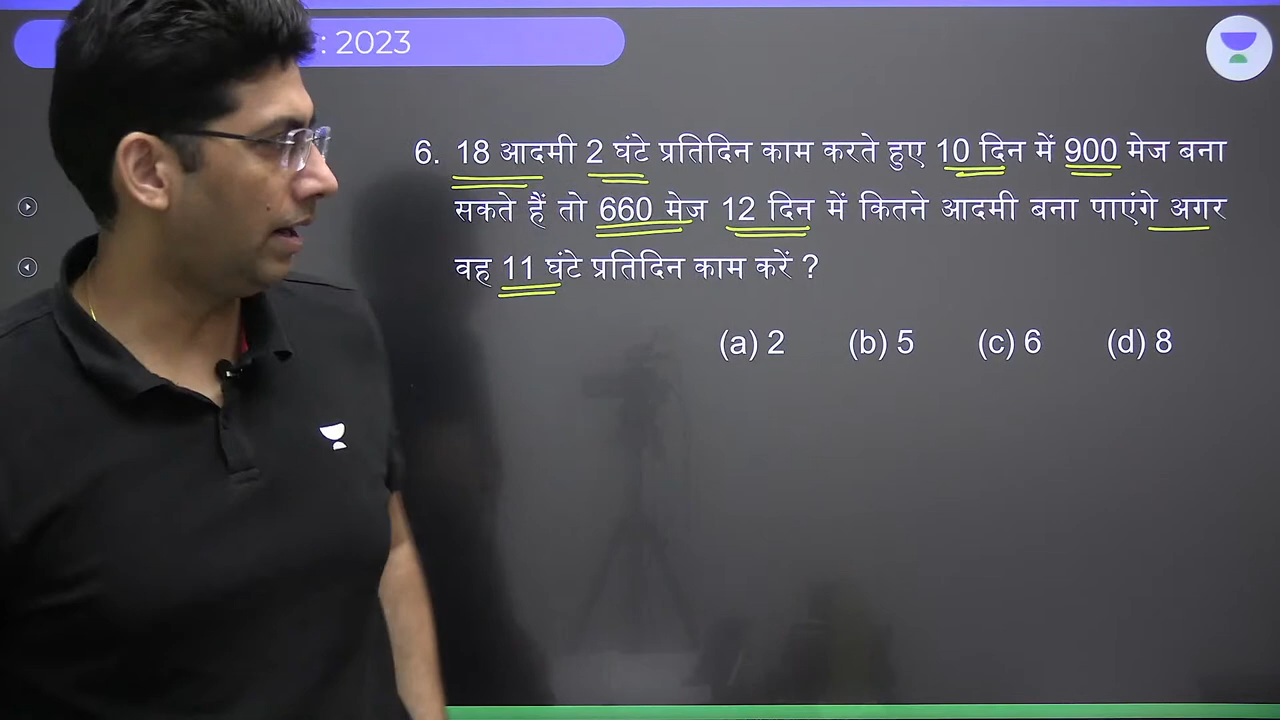 : 2023
6. 18 आदमी 2 घंटे प्रतिदिन काम करते हुए 10 दिन में 900 मेज बना
सकते हैं तो 660 मेज 12 दिन में कितने आदमी बना पाएंगे अगर
वह 11 घंटे प्रतिदिन काम करें ?
(a) 2 (b) 5 (c) 6 (d) 8